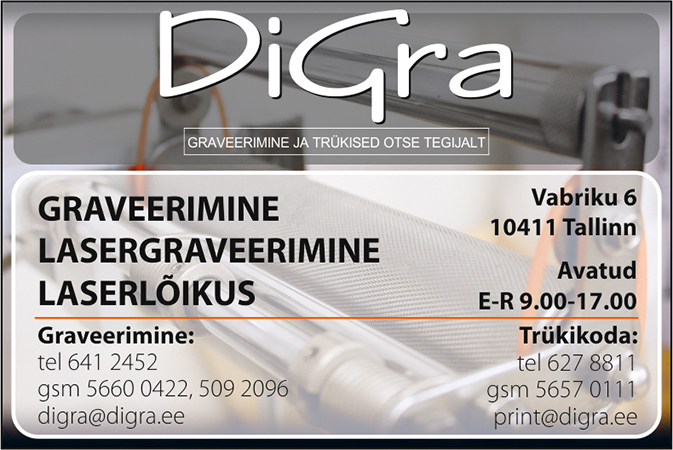 DiGra
GRAVEERIMINE JA TRÜKISED OTSE TEGIJALT
GRAVEERIMINE
LASERGRAVEERIMINE
LASERLÕIKUS
Vabriku 6
10411 Tallinn
Avatud
E-R 9.00-17.00
Graveerimine:
tel 641 2452
gsm 5660 0422, 509 2096
digra@digra.ee
Trükikoda:
tel 627 8811
gsm 5657 0111
print@digra.ee